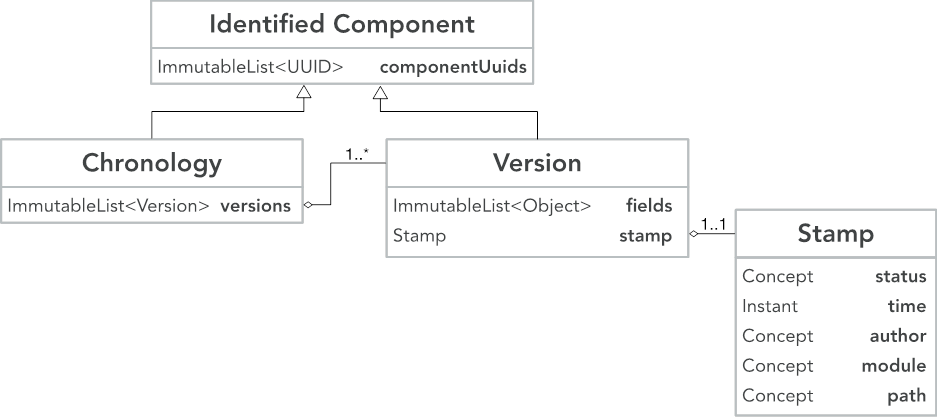 Identified Component
ImmutableList<UUID> componentUuids
Chronology
ImmutableList<Version> versions
1..*
Version
ImmutableList<Object> fields
Stamp stamp
1..1
Stamp
Concept status
Instant time
Concept author
Concept module
Concept path